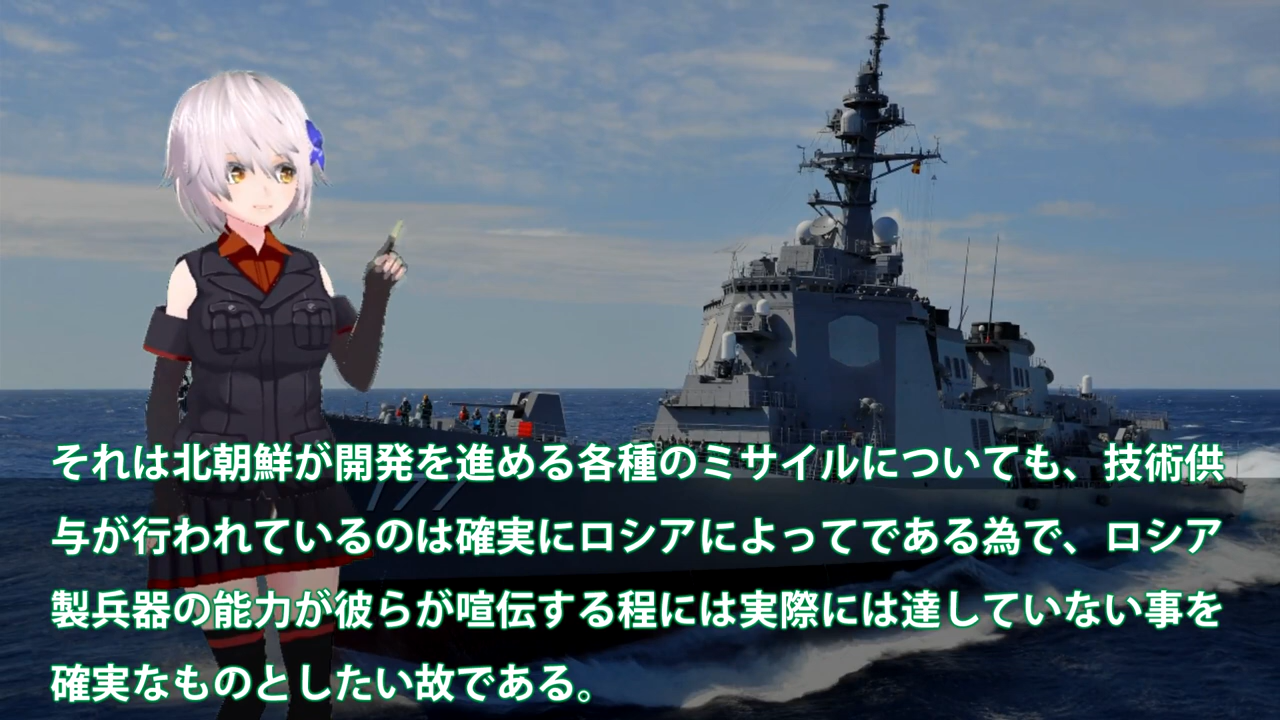 それは北朝鮮が開発を進める各種のミサイルについても、技術供
与が行われているのは確実にロシアによってである為で、ロシア
製兵器の能力が彼らが喧伝する程には実際には達していない事を
確実なものとしたい故である。
177